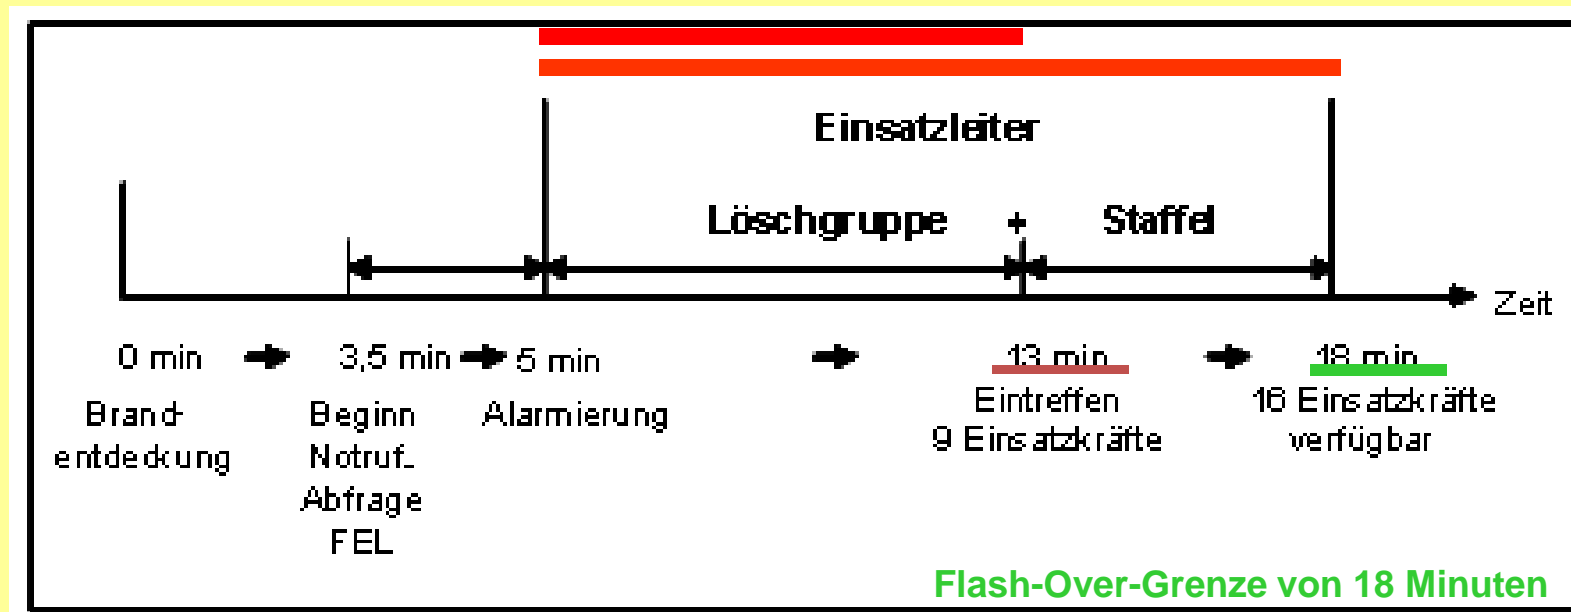 Einsatzleiter
Löschgruppe + Staffel
Zeit
0 min 3,5 min 5 min 13 min 18 min
Brand- Beginn Alarmierung Eintreffen 16 Einsatzkräfte
entdeckung Notruf- 9 Einsatzkräfte verfügbar
Abfrage
FEL
Flash-Over-Grenze von 18 Minuten